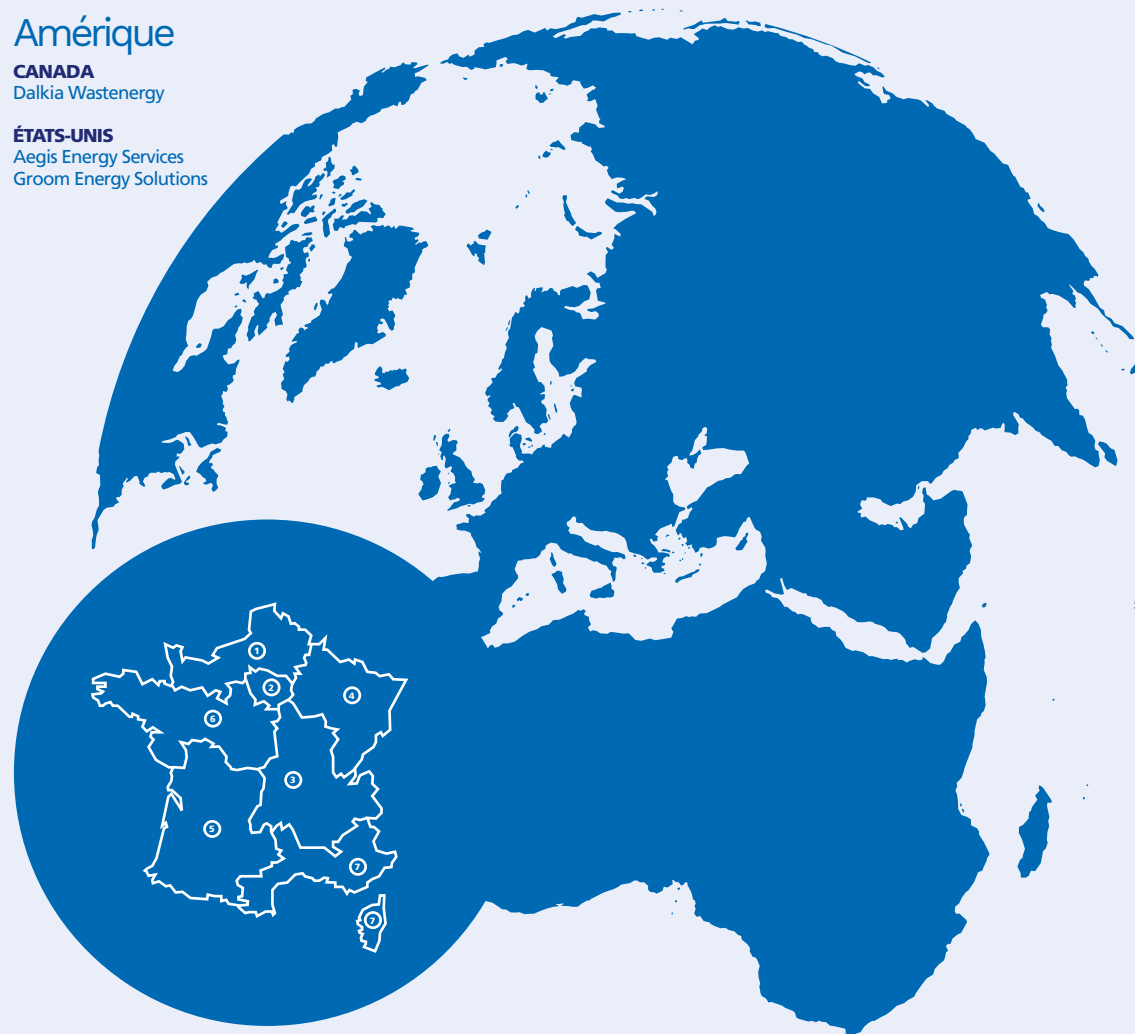 Amérique
CANADA
Dalkia Wastenergy
ÉTATS-UNIS
Aegis Energy Services
Groom Energy Solutions
1
2
4
6
3
5
7
7